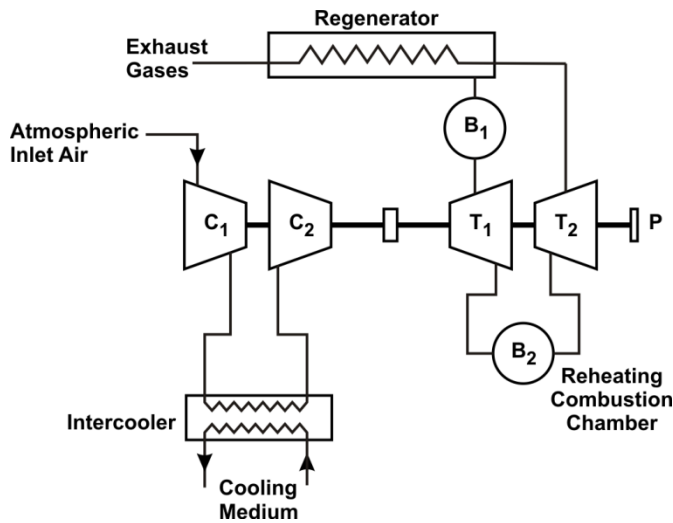 Regenerator
Exhaust
Gases
B1
Atmospheric
Inlet Air
C1
C2
T1
T2
P
B2
Reheating
Combustion
Chamber
Intercooler
Cooling
Medium